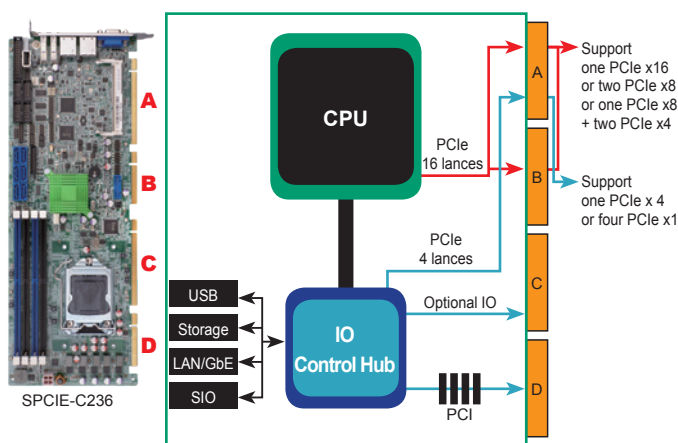 A
B
C
D
SPCIE-C236
CPU
PCIe
16 lances
PCIe
4 lances
Optional IO
IO
Control Hub
USB
Storage
LAN/GbE
SIO
PCI
A
B
C
D
Support
one PCIe x16
or two PCIe x8
or one PCIe x8
+ two PCIe x4
Support
one PCIe x 4
or four PCIe x1